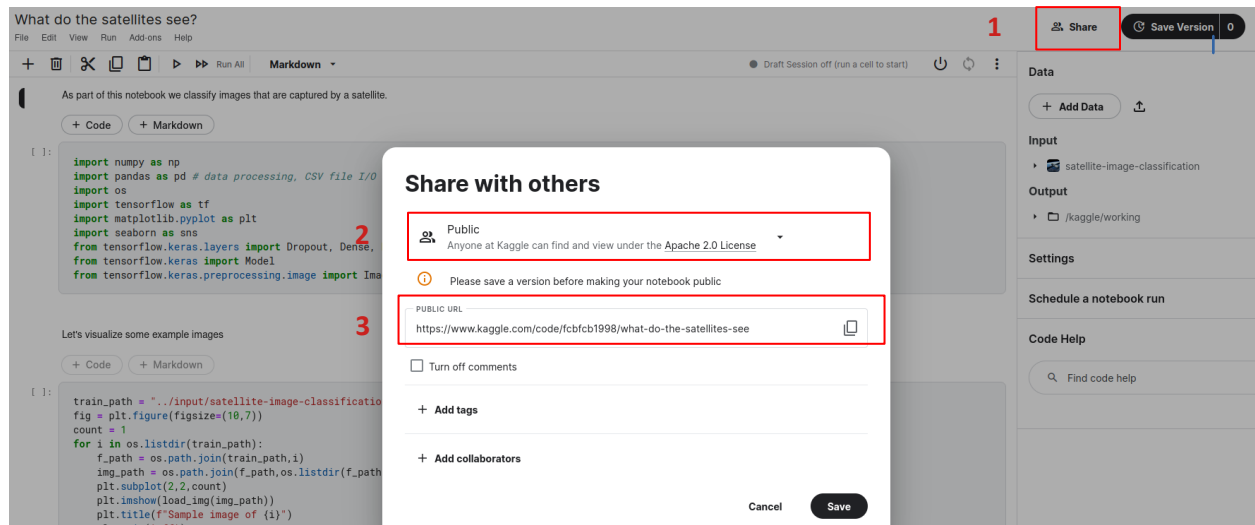 What do the satellites see?
File Edit View Run Add-ons Help
1
Share
Save Version 0
Run All Markdown
Draft Session off (run a cell to start)
As part of this notebook we classify images that are captured by a satellite.
+ Code + Markdown
[ ]:
import numpy as np
import pandas as pd # data processing, CSV file I/O
import os
import tensorflow as tf
import matplotlib.pyplot as plt
import seaborn as sns
from tensorflow.keras.layers import Dropout, Dense,
from tensorflow.keras import Model
from tensorflow.keras.preprocessing.image import Ima
Let's visualize some example images
+ Code + Markdown
[ ]:
train_path = "../input/satellite-image-classificatio
fig = plt.figure(figsize=(10,7))
count = 1
for i in os.listdir(train_path):
f_path = os.path.join(train_path,i)
img_path = os.path.join(f_path,os.listdir(f_path
plt.subplot(2,2,count)
plt.imshow(load_img(img_path))
plt.title(f"Sample image of {i}")
Share with others
2
Public
Anyone at Kaggle can find and view under the Apache 2.0 License
Please save a version before making your notebook public
3
PUBLIC URL
https://www.kaggle.com/code/fcbfcb1998/what-do-the-satellites-see
Turn off comments
+ Add tags
+ Add collaborators
Cancel Save
Data
+ Add Data
Input
satellite-image-classification
Output
/kaggle/working
Settings
Schedule a notebook run
Code Help
Find code help